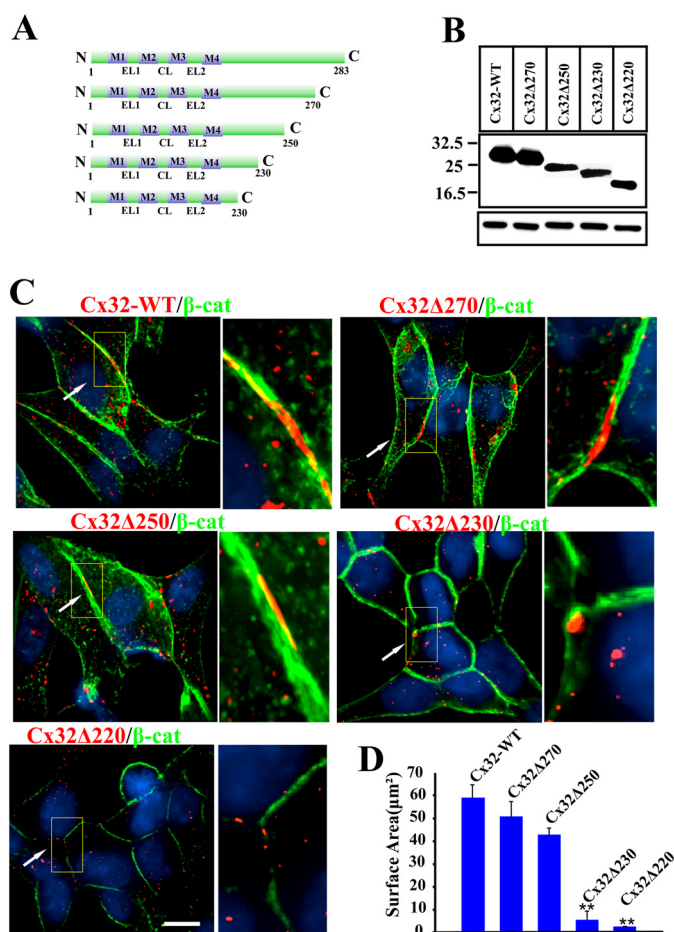 A
N M1 M2 M3 M4 C
1 EL1 CL EL2 283
N M1 M2 M3 M4 C
1 EL1 CL EL2 270
N M1 M2 M3 M4 C
1 EL1 CL EL2 250
N M1 M2 M3 M4 C
1 EL1 CL EL2 230
N M1 M2 M3 M4 C
1 EL1 CL EL2 230
B
Cx32-WT
Cx32Δ270
Cx32Δ250
Cx32Δ230
Cx32Δ220
32.5
25
16.5
C
Cx32-WT/β-cat
Cx32Δ270/β-cat
Cx32Δ250/β-cat
Cx32Δ230/β-cat
Cx32Δ220/β-cat
D
Surface Area(µm²)
70
60
50
40
30
20
10
0
Cx32-WT
Cx32Δ270
Cx32Δ250
Cx32Δ230
Cx32Δ220
**
**